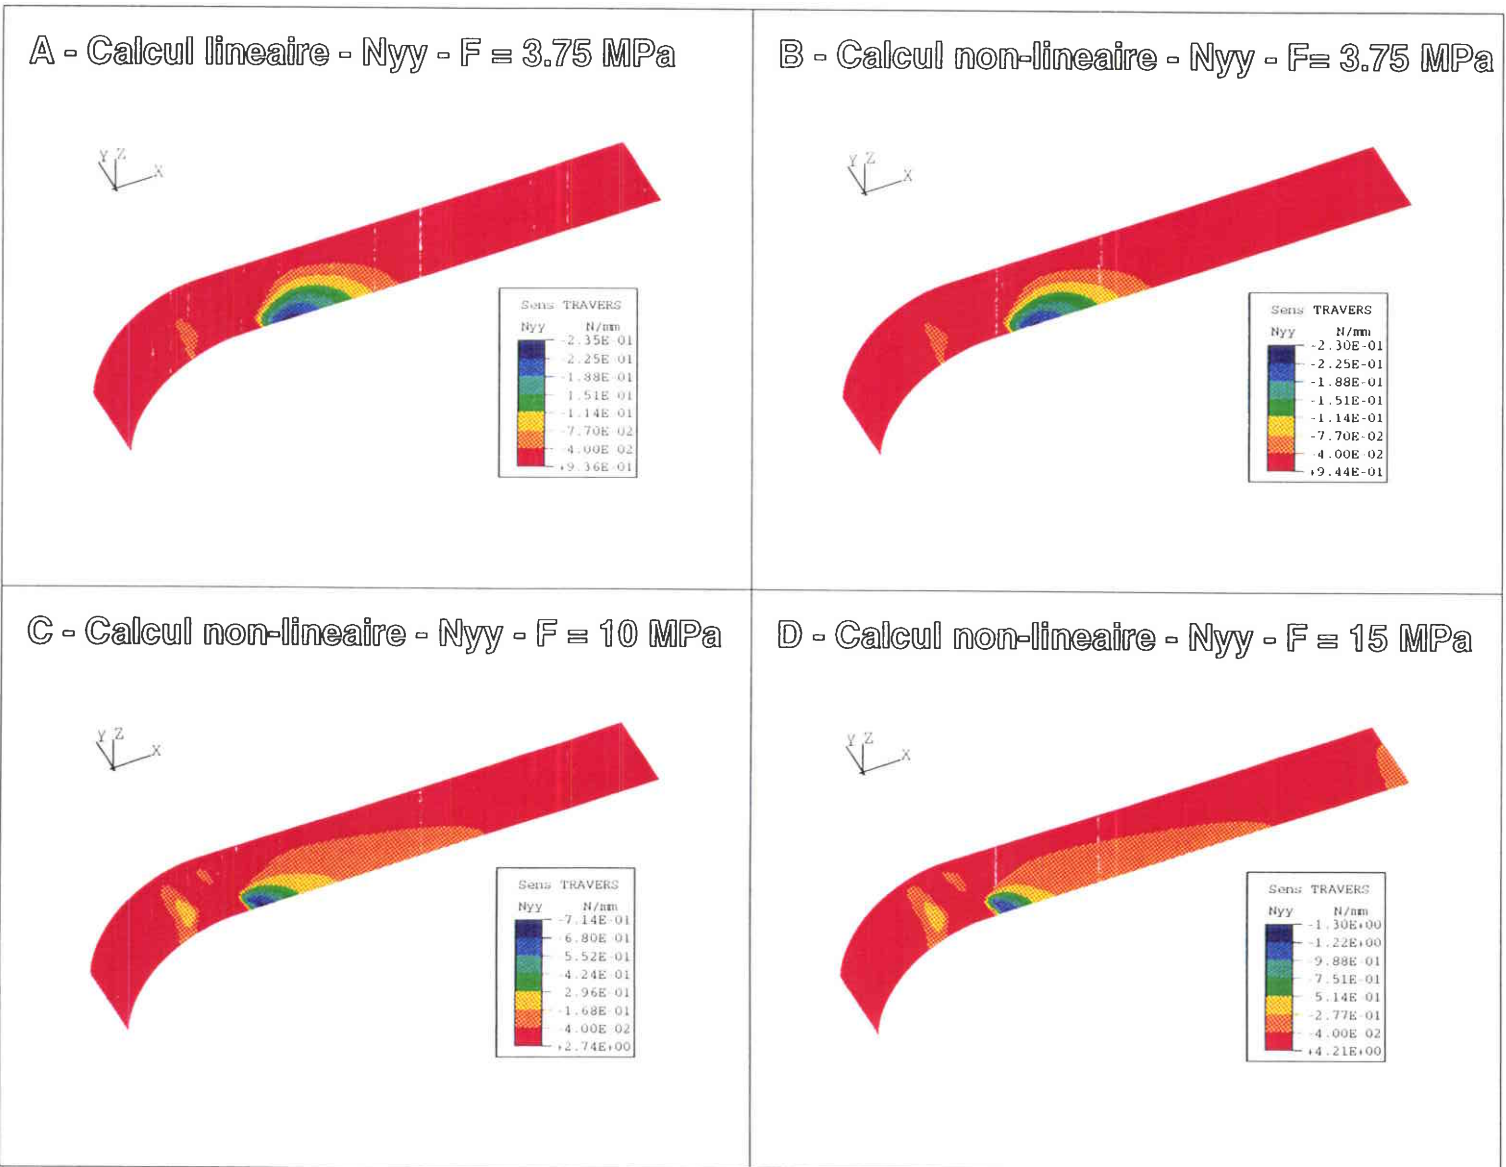 A - Calcul lineaire - Nyy - F = 3.75 MPa
Y Z
X
Sens TRAVERS
Nyy N/mm
-2.35E-01
-2.25E-01
-1.88E-01
1.51E-01
-1.14E-01
-7.70E-02
-4.00E-02
+9.36E-01
B - Calcul non-lineaire - Nyy - F= 3.75 MPa
Y Z
X
Sens TRAVERS
Nyy N/mm
-2.30E-01
-2.25E-01
-1.88E-01
-1.51E-01
-1.14E-01
-7.70E-02
-4.00E-02
+9.44E-01
C - Calcul non-lineaire - Nyy - F = 10 MPa
Y Z
X
Sens TRAVERS
Nyy N/mm
-7.14E-01
6.80E-01
5.52E-01
-4.24E-01
2.96E-01
-1.68E-01
-4.00E-02
+2.74E+00
D - Calcul non-lineaire - Nyy - F = 15 MPa
Y Z
X
Sens TRAVERS
Nyy N/mm
-1.30E+00
-1.22E+00
-9.88E-01
-7.51E-01
5.14E-01
-2.77E-01
-4.00E-02
+4.21E+00